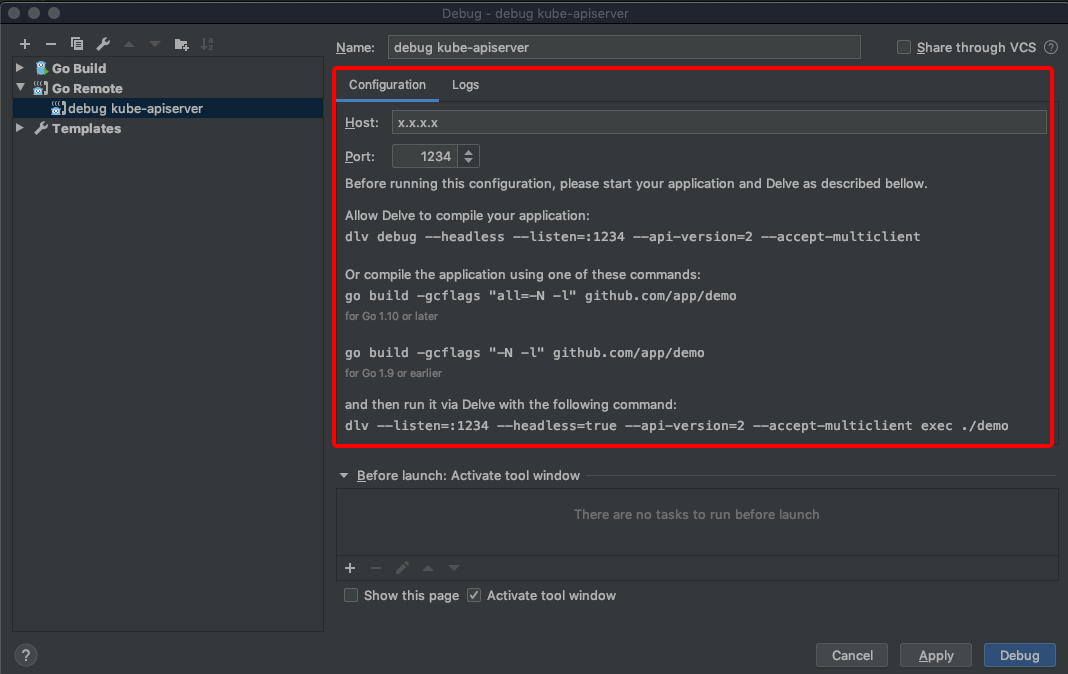 Debug - debug kube-apiserver
Name: debug kube-apiserver
Share through VCS ?
Go Build
Go Remote
debug kube-apiserver
Templates
Configuration Logs
Host: x.x.x.x
Port: 1234
Before running this configuration, please start your application and Delve as described bellow.
Allow Delve to compile your application:
dlv debug --headless --listen=:1234 --api-version=2 --accept-multiclient
Or compile the application using one of these commands:
go build -gcflags "all=-N -l" github.com/app/demo
for Go 1.10 or later
go build -gcflags "-N -l" github.com/app/demo
for Go 1.9 or earlier
and then run it via Delve with the following command:
dlv --listen=:1234 --headless=true --api-version=2 --accept-multiclient exec ./demo
Before launch: Activate tool window
There are no tasks to run before launch
Show this page Activate tool window
? Cancel Apply Debug